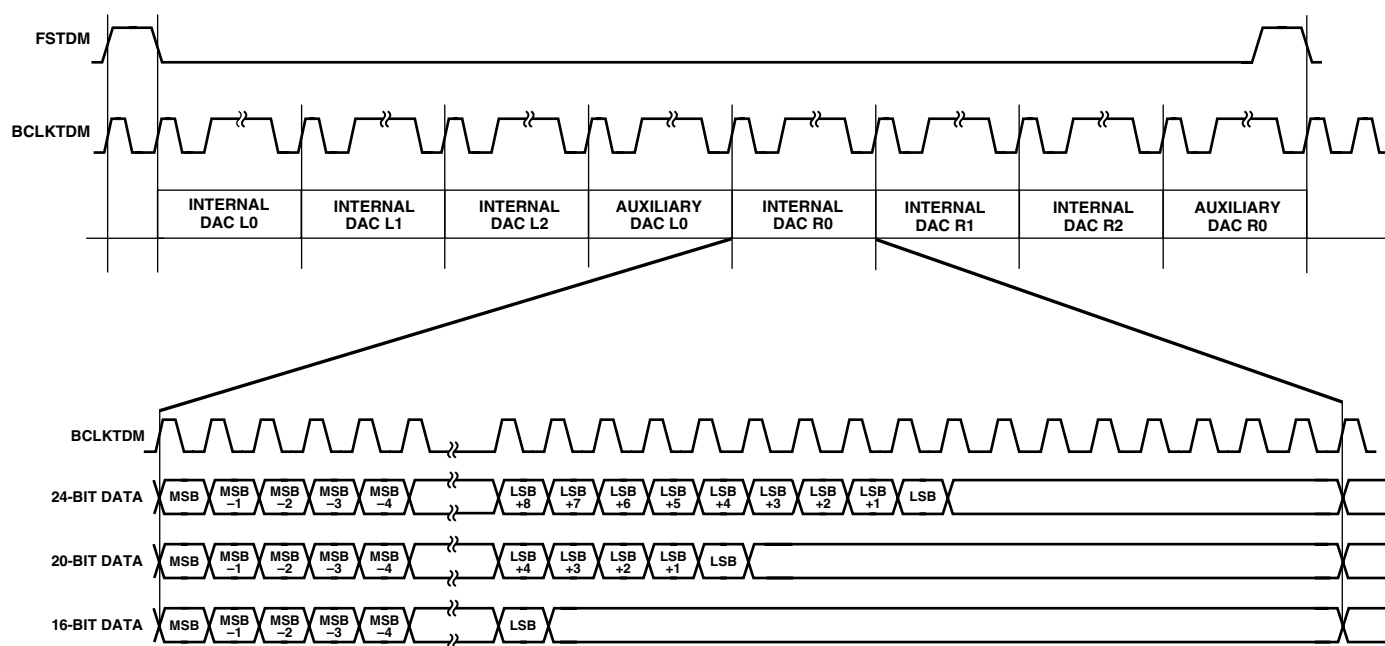 FSTDM
BCLKTDM
INTERNAL DAC L0
INTERNAL DAC L1
INTERNAL DAC L2
AUXILIARY DAC L0
INTERNAL DAC R0
INTERNAL DAC R1
INTERNAL DAC R2
AUXILIARY DAC R0
BCLKTDM
24-BIT DATA MSB MSB –1 MSB –2 MSB –3 MSB –4 LSB +8 LSB +7 LSB +6 LSB +5 LSB +4 LSB +3 LSB +2 LSB +1 LSB
20-BIT DATA MSB MSB –1 MSB –2 MSB –3 MSB –4 LSB +4 LSB +3 LSB +2 LSB +1 LSB
16-BIT DATA MSB MSB –1 MSB –2 MSB –3 MSB –4 LSB